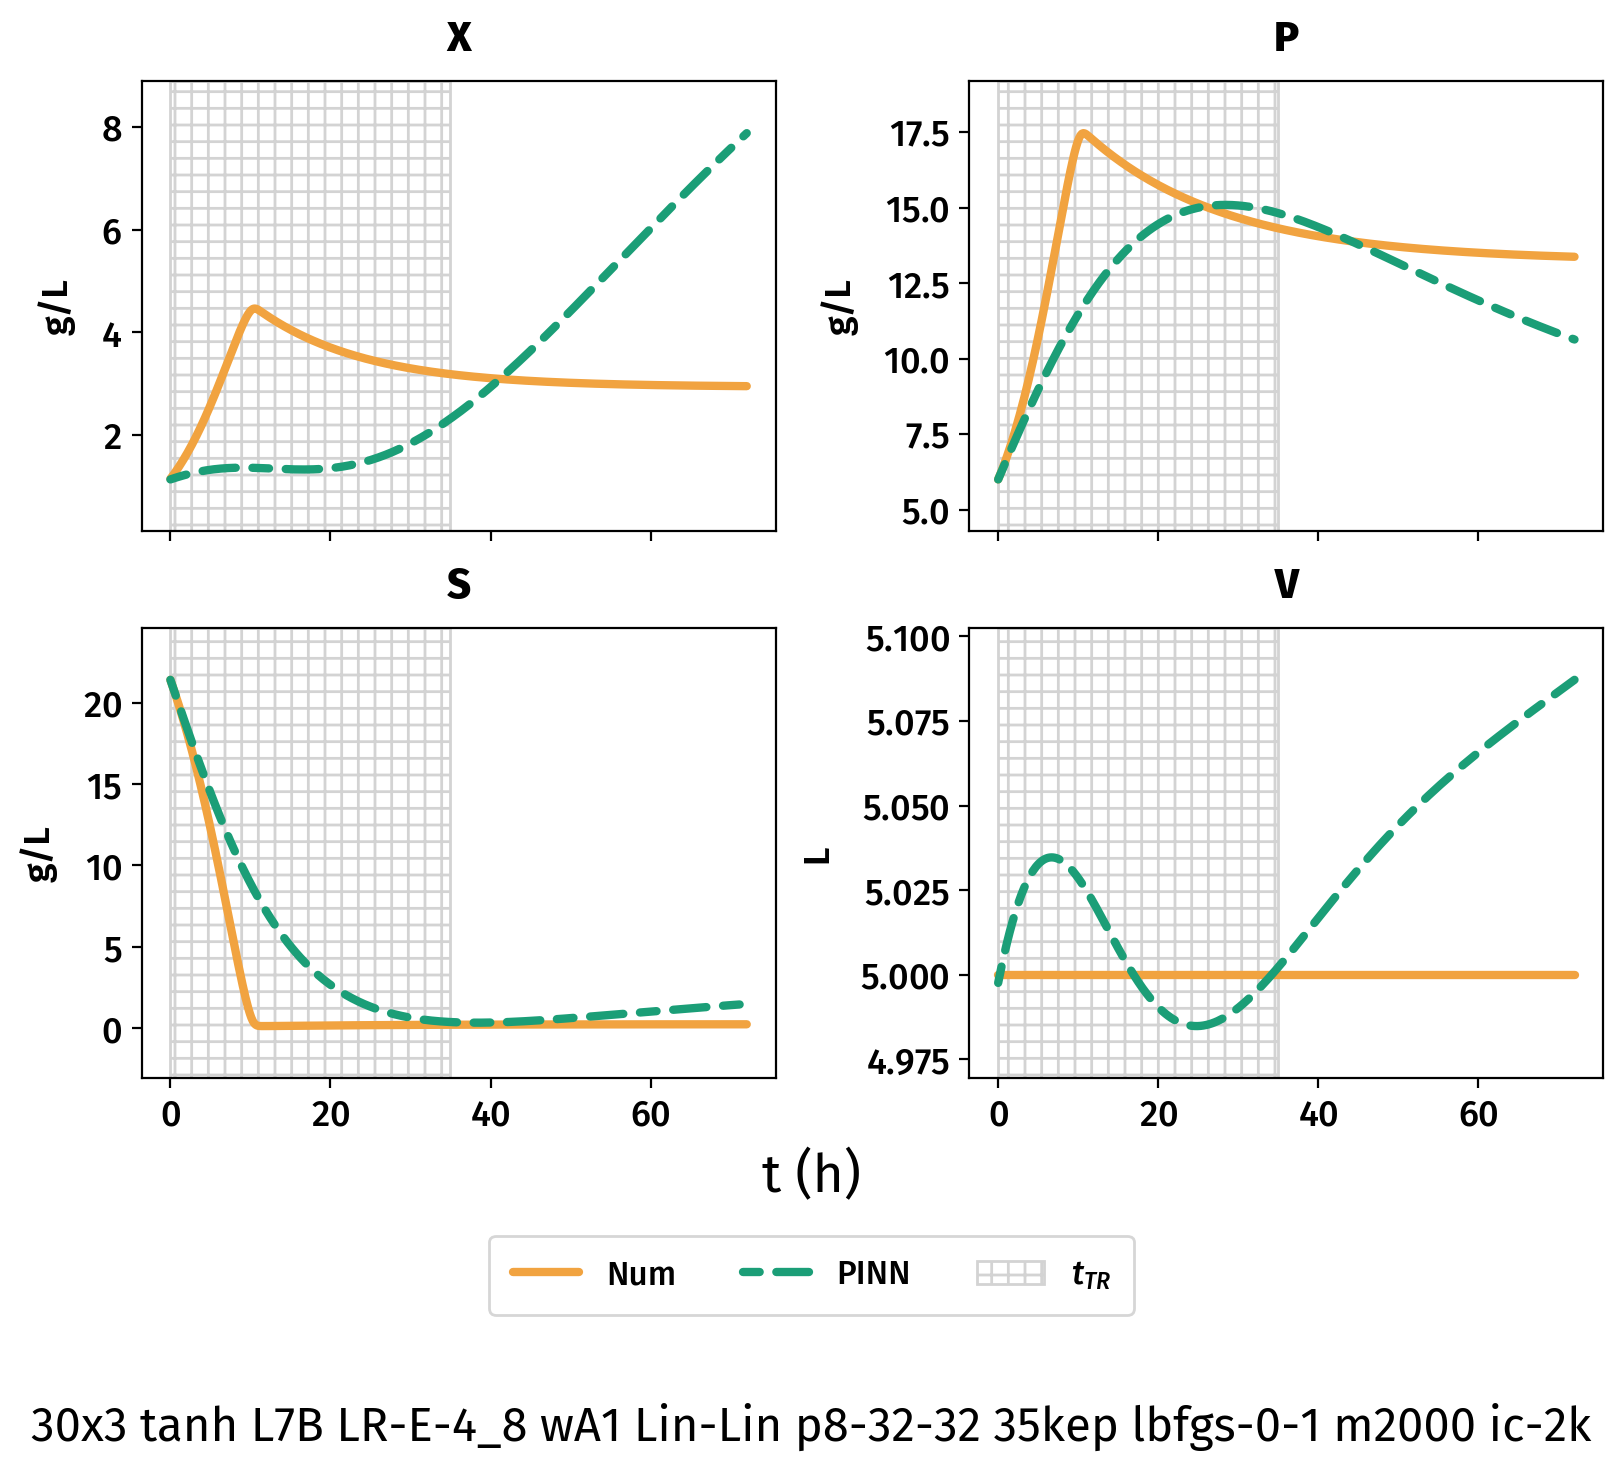 X
P
8
6
4
2
g/L
17.5
15.0
12.5
10.0
7.5
5.0
g/L
S
V
20
15
10
5
0
g/L
5.100
5.075
5.050
5.025
5.000
4.975
L
0 20 40 60
0 20 40 60
t (h)
Num PINN t_TR
30x3 tanh L7B LR-E-4_8 wA1 Lin-Lin p8-32-32 35kep lbfgs-0-1 m2000 ic-2k